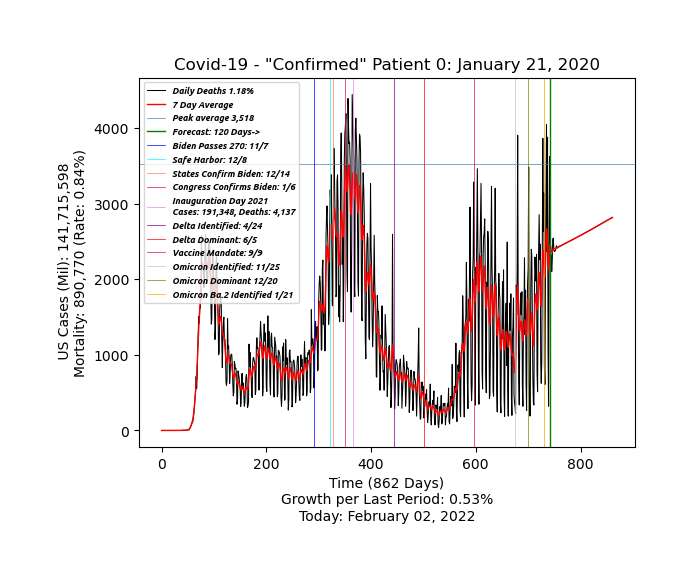 Covid-19 - "Confirmed" Patient 0: January 21, 2020
Daily Deaths 1.18%
7 Day Average
Peak average 3,518
Forecast: 120 Days->
Biden Passes 270: 11/7
Safe Harbor: 12/8
States Confirm Biden: 12/14
Congress Confirms Biden: 1/6
Inauguration Day 2021
Cases: 191,348, Deaths: 4,137
Delta Identified: 4/24
Delta Dominant: 6/5
Vaccine Mandate: 9/9
Omicron Identified: 11/25
Omicron Dominant 12/20
Omicron Ba.2 Identified 1/21
4000
3000
2000
1000
0
US Cases (Mil): 141,715,598
Mortality: 890,770 (Rate: 0.84%)
0 200 400 600 800
Time (862 Days)
Growth per Last Period: 0.53%
Today: February 02, 2022